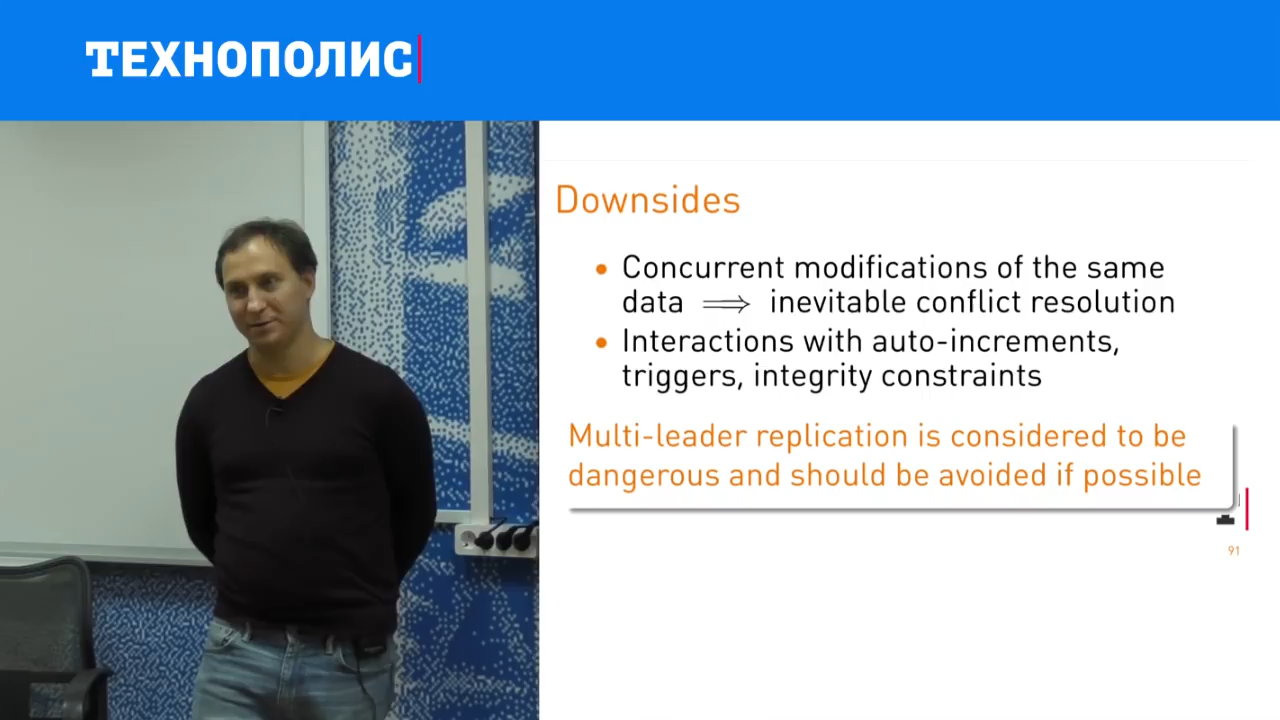 ТЕХНОПОЛИС
Downsides
• Concurrent modifications of the same
data ⟹ inevitable conflict resolution
• Interactions with auto-increments,
triggers, integrity constraints
Multi-leader replication is considered to be
dangerous and should be avoided if possible
91